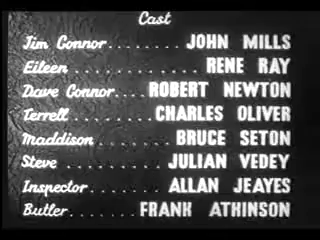 Cast
Jim Connor........JOHN MILLS
Eileen............RENE RAY
Dave Connor....ROBERT NEWTON
Terrell........CHARLES OLIVER
Maddison........BRUCE SETON
Steve..........JULIAN VEDEY
Inspector.......ALLAN JEAYES
Butler.......FRANK ATKINSON